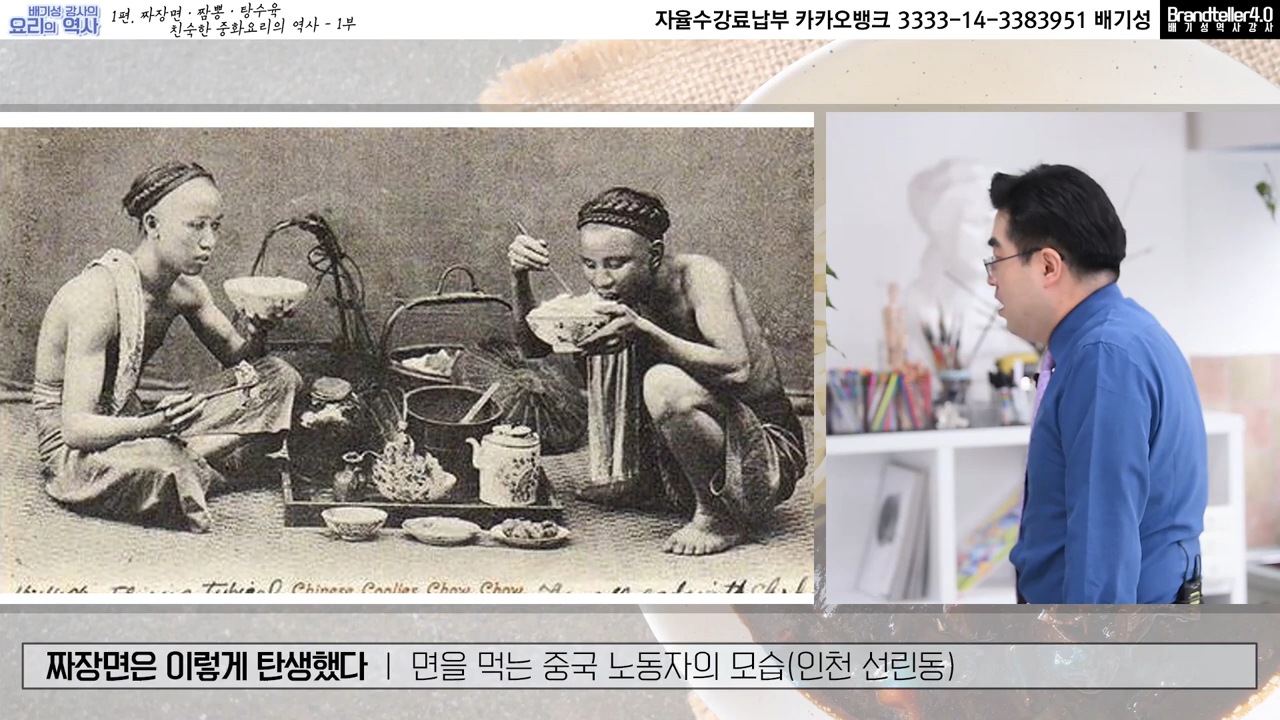 배기성 강사의
요리의 역사
1편. 짜장면 · 짬뽕 · 탕수육
친숙한 중화요리의 역사 - 1부
자율수강료납부 카카오뱅크 3333-14-3383951 배기성
Brandteller4.0
배기성역사강사
Typical Chinese Coolies Chow Chow.
짜장면은 이렇게 탄생했다 | 면을 먹는 중국 노동자의 모습(인천 선린동)